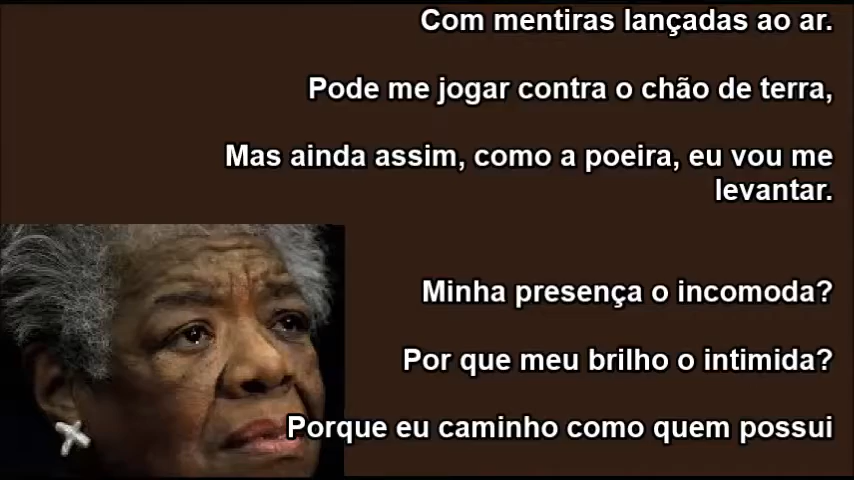 Com mentiras lançadas ao ar.
Pode me jogar contra o chão de terra,
Mas ainda assim, como a poeira, eu vou me
levantar.
Minha presença o incomoda?
Por que meu brilho o intimida?
Porque eu caminho como quem possui